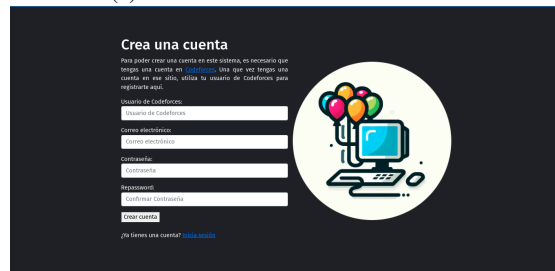 Crea una cuenta
Para poder crear una cuenta en este sistema, es necesario que
tengas una cuenta en Codeforces. Una que vez tengas una
cuenta en ese sitio, utiliza tu usuario de Codeforces para
registrarte aquí.
Usuario de Codeforces:
Usuario de Codeforces
Correo electrónico:
Correo electrónico
Contraseña:
Contraseña
Repassword:
Confirmar Contraseña
Crear cuenta
¿Ya tienes una cuenta? Inicia sesión